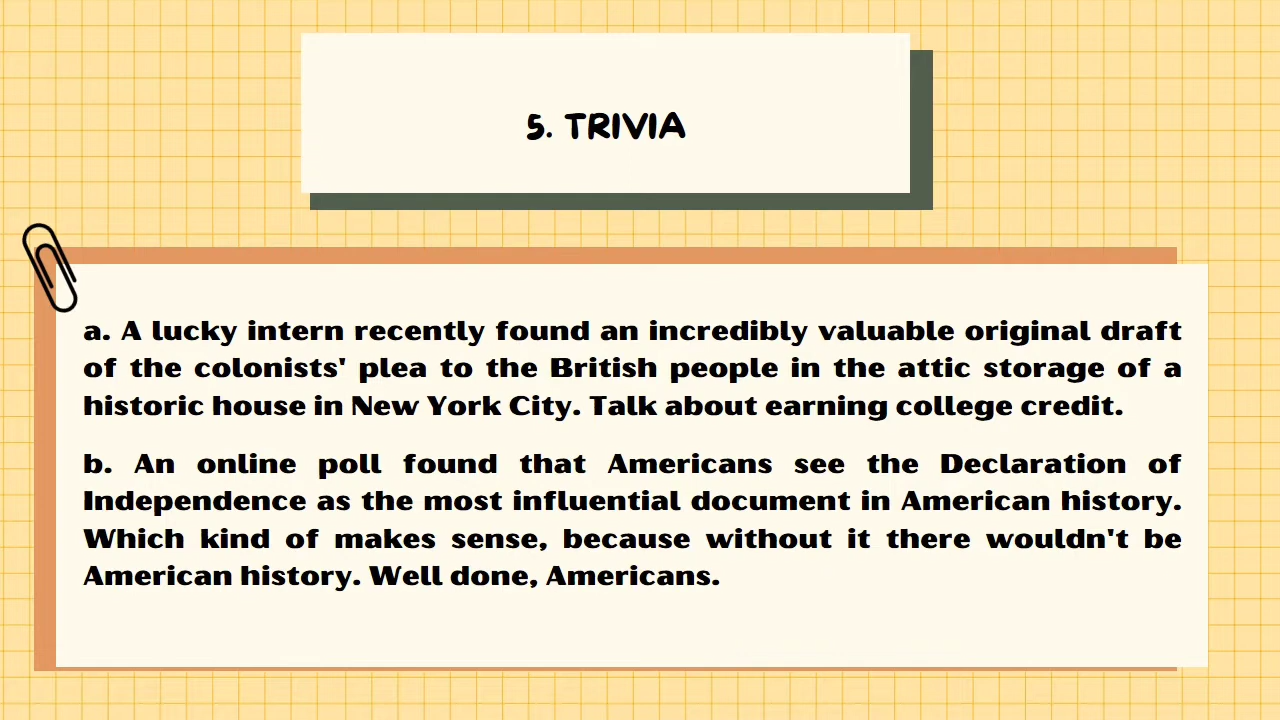 5. TRIVIA
a. A lucky intern recently found an incredibly valuable original draft
of the colonists' plea to the British people in the attic storage of a
historic house in New York City. Talk about earning college credit.
b. An online poll found that Americans see the Declaration of
Independence as the most influential document in American history.
Which kind of makes sense, because without it there wouldn't be
American history. Well done, Americans.